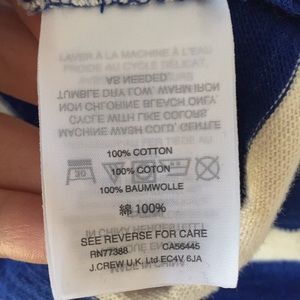 MACHINE WASH COLD, GENTLE
CYCLE WITH LIKE COLORS
NON CHLORINE BLEACH ONLY,
TUMBLE DRY LOW, WARM IRON
AS NEEDED.
LAVER À LA MACHINE À L'EAU
FROIDE AU CYCLE DÉLICAT,
100% COTTON
30
100% COTON
100% BAUMWOLLE
綿 100%
SEE REVERSE FOR CARE
RN77388 CA56445
J.CREW U.K. Ltd EC4V 6JA